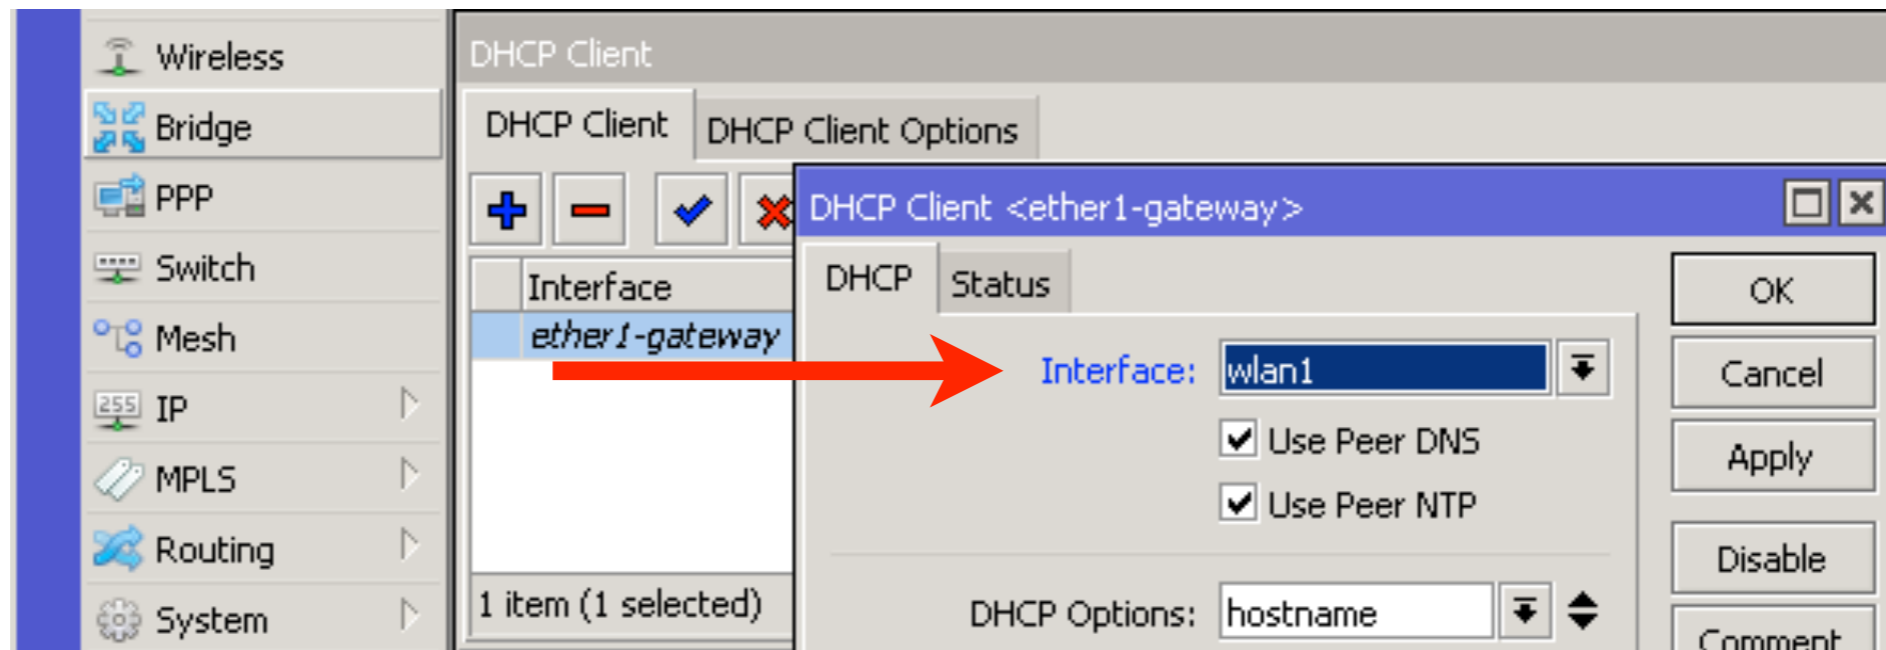 Wireless
Bridge
PPP
Switch
Mesh
255
IP
MPLS
Routing
System
DHCP Client
DHCP Client
DHCP Client Options
Interface
ether1-gateway
1 item (1 selected)
DHCP Client <ether1-gateway>
DHCP
Status
Interface: wlan1
Use Peer DNS
Use Peer NTP
DHCP Options: hostname
OK
Cancel
Apply
Disable
Comment